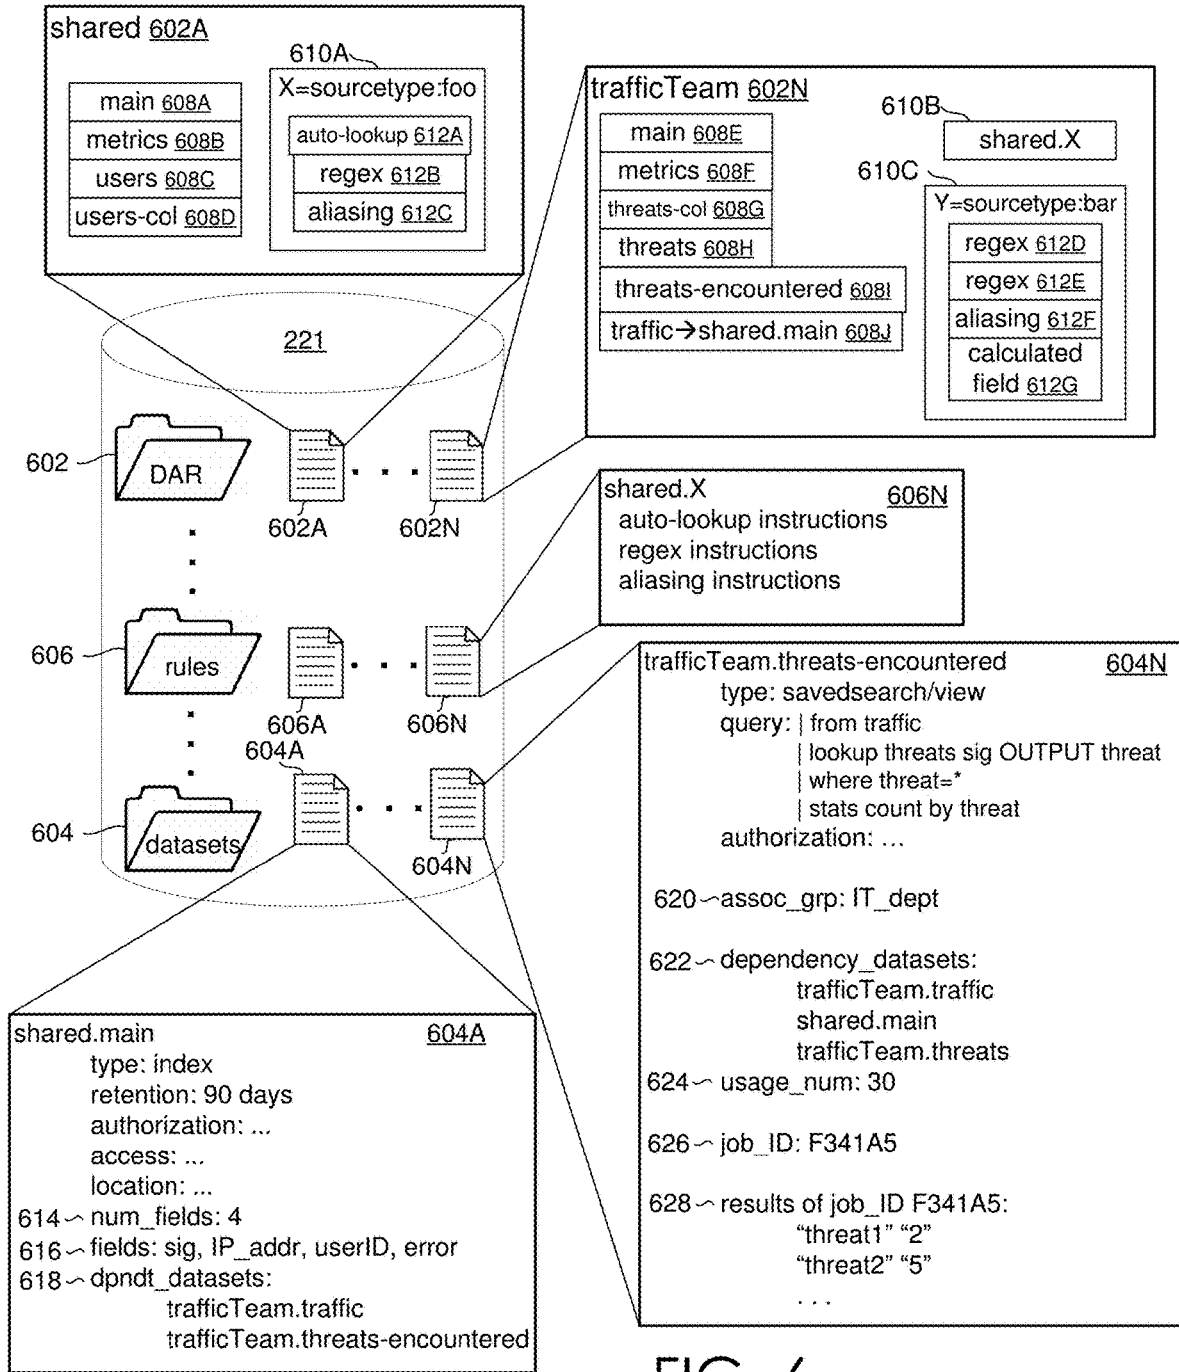 shared 602A
610A
X=sourcetype:foo
main 608A
metrics 608B
users 608C
users-col 608D
auto-lookup 612A
regex 612B
aliasing 612C
trafficTeam 602N
main 608E
metrics 608F
threats-col 608G
threats 608H
threats-encountered 608I
traffic→shared.main 608J
610B
shared.X
610C
Y=sourcetype:bar
regex 612D
regex 612E
aliasing 612F
calculated
field 612G
221
602
DAR
602A
602N
shared.X 606N
auto-lookup instructions
regex instructions
aliasing instructions
606
rules
606A
606N
604A
604
datasets
604N
trafficTeam.threats-encountered 604N
type: savedsearch/view
query: | from traffic
| lookup threats sig OUTPUT threat
| where threat=*
| stats count by threat
authorization: ...
620 assoc_grp: IT_dept
622 dependency_datasets:
trafficTeam.traffic
shared.main
trafficTeam.threats
624 usage_num: 30
626 job_ID: F341A5
628 results of job_ID F341A5:
“threat1” “2”
“threat2” “5”
. . .
shared.main 604A
type: index
retention: 90 days
authorization: ...
access: ...
location: ...
614 num_fields: 4
616 fields: sig, IP_addr, userID, error
618 dpndt_datasets:
trafficTeam.traffic
trafficTeam.threats-encountered